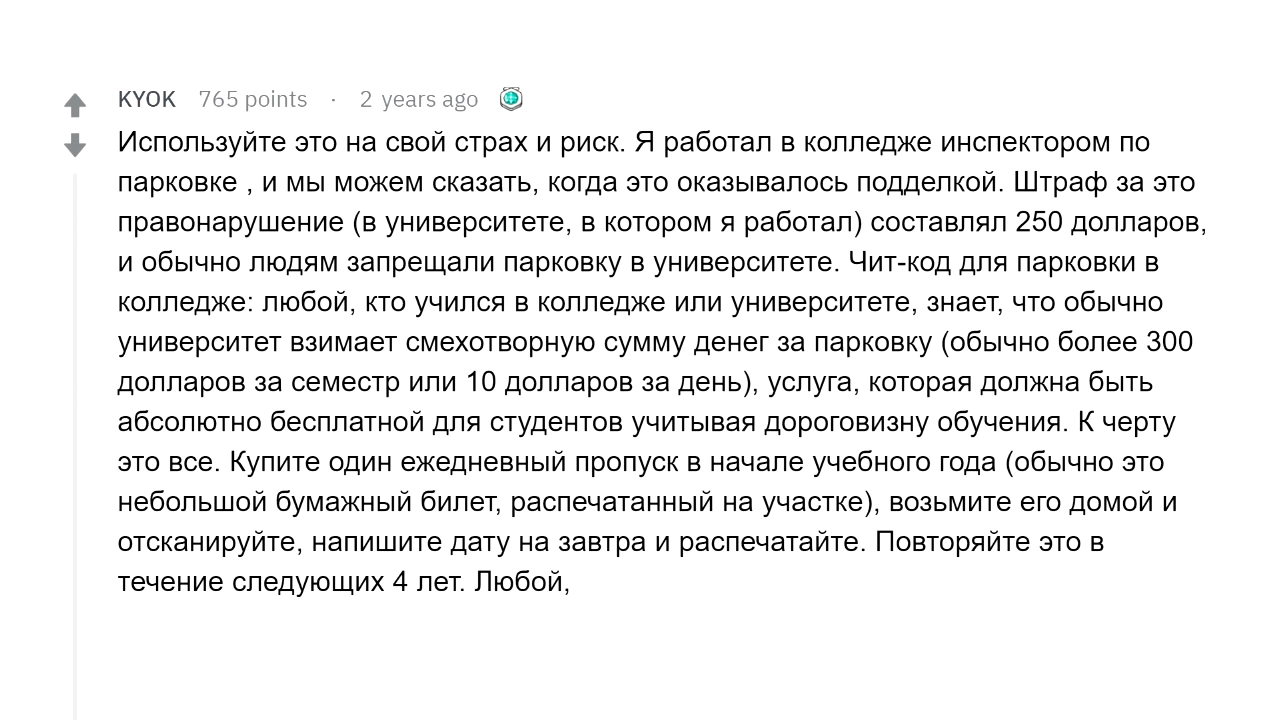 KYOK 765 points · 2 years ago
Используйте это на свой страх и риск. Я работал в колледже инспектором по
парковке , и мы можем сказать, когда это оказывалось подделкой. Штраф за это
правонарушение (в университете, в котором я работал) составлял 250 долларов,
и обычно людям запрещали парковку в университете. Чит-код для парковки в
колледже: любой, кто учился в колледже или университете, знает, что обычно
университет взимает смехотворную сумму денег за парковку (обычно более 300
долларов за семестр или 10 долларов за день), услуга, которая должна быть
абсолютно бесплатной для студентов учитывая дороговизну обучения. К черту
это все. Купите один ежедневный пропуск в начале учебного года (обычно это
небольшой бумажный билет, распечатанный на участке), возьмите его домой и
отсканируйте, напишите дату на завтра и распечатайте. Повторяйте это в
течение следующих 4 лет. Любой,